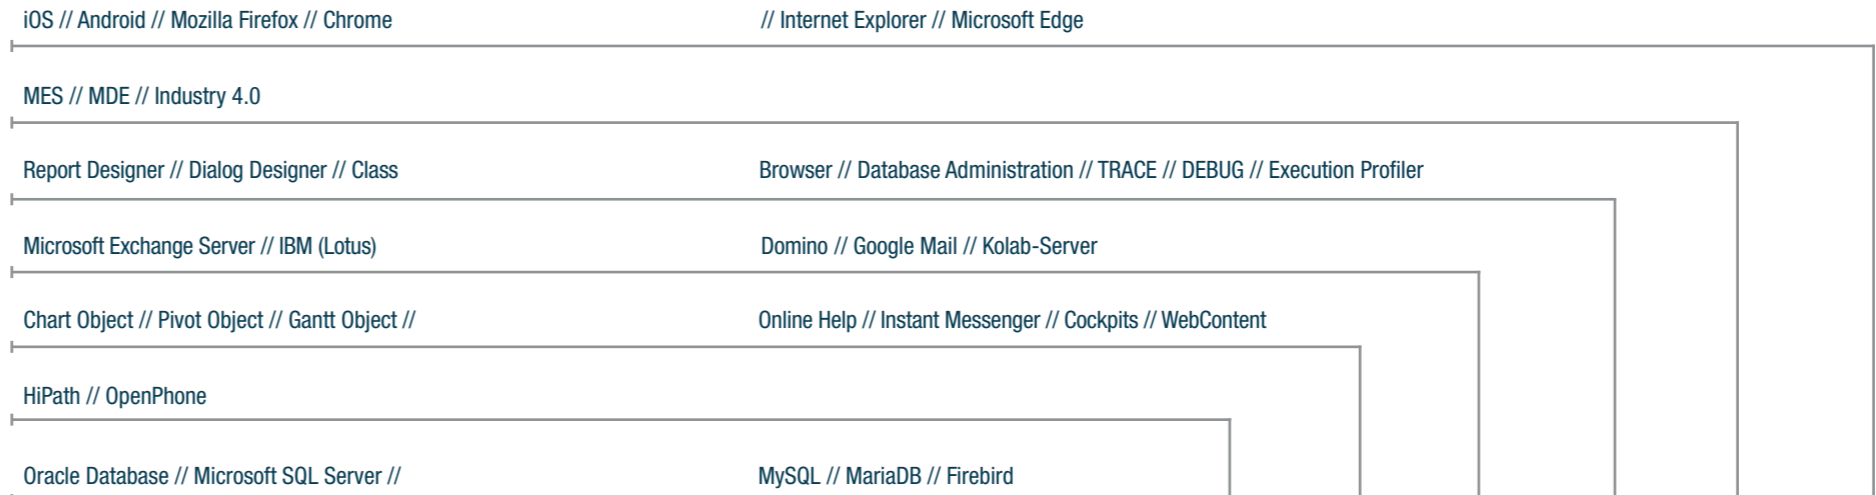 iOS // Android // Mozilla Firefox // Chrome // Internet Explorer // Microsoft Edge
MES // MDE // Industry 4.0
Report Designer // Dialog Designer // Class Browser // Database Administration // TRACE // DEBUG // Execution Profiler
Microsoft Exchange Server // IBM (Lotus) Domino // Google Mail // Kolab-Server
Chart Object // Pivot Object // Gantt Object // Online Help // Instant Messenger // Cockpits // WebContent
HiPath // OpenPhone
Oracle Database // Microsoft SQL Server // MySQL // MariaDB // Firebird